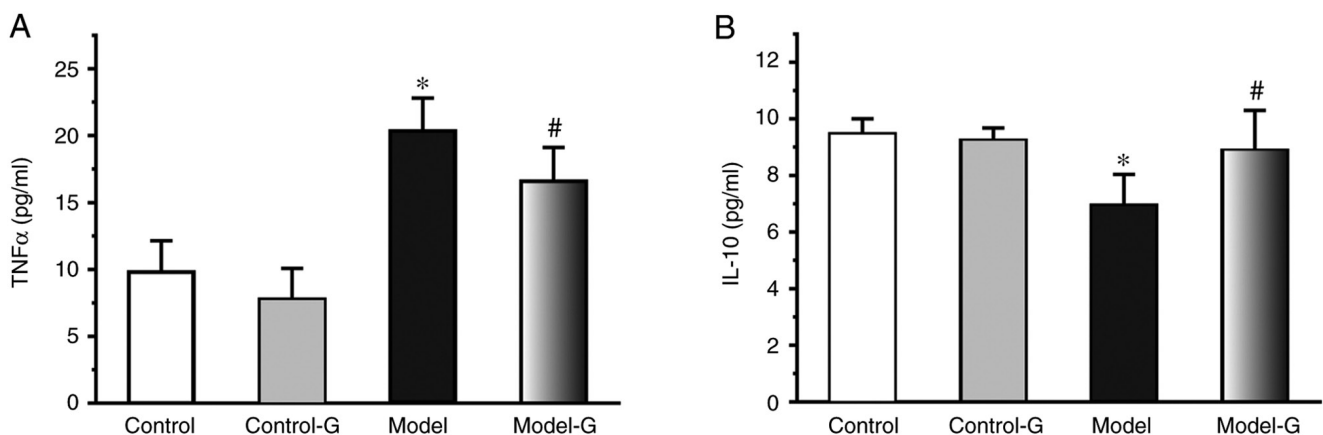 A
TNFα (pg/ml)
25
20
15
10
5
0
*
#
Control
Control-G
Model
Model-G
B
IL-10 (pg/ml)
12
10
8
6
4
2
0
*
#
Control
Control-G
Model
Model-G